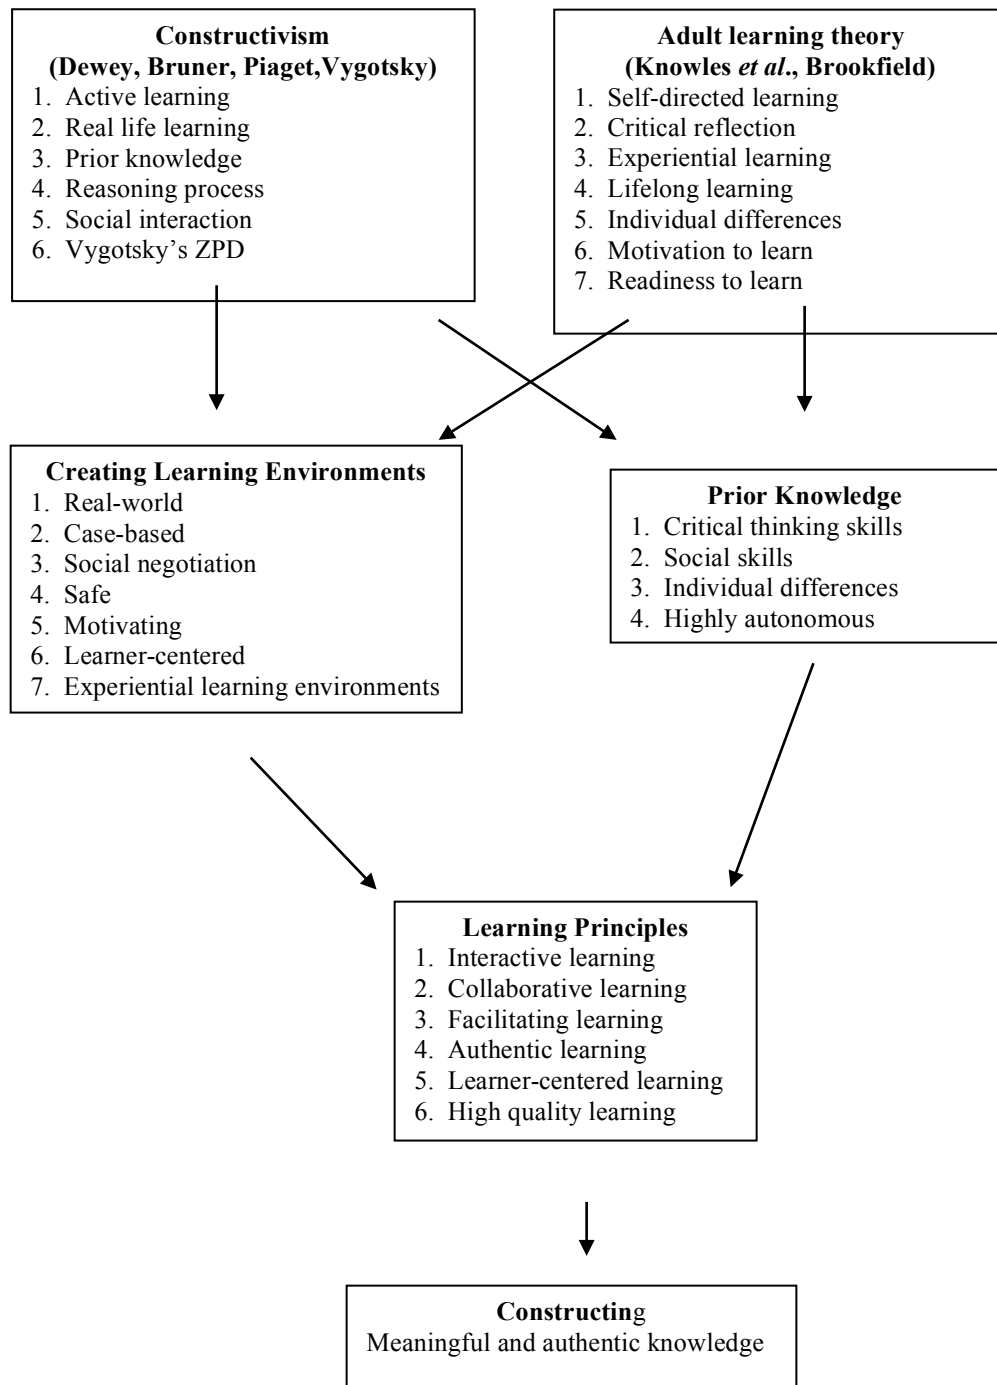 Constructivism
(Dewey, Bruner, Piaget,Vygotsky)
1. Active learning
2. Real life learning
3. Prior knowledge
4. Reasoning process
5. Social interaction
6. Vygotsky’s ZPD
Adult learning theory
(Knowles et al., Brookfield)
1. Self-directed learning
2. Critical reflection
3. Experiential learning
4. Lifelong learning
5. Individual differences
6. Motivation to learn
7. Readiness to learn
Creating Learning Environments
1. Real-world
2. Case-based
3. Social negotiation
4. Safe
5. Motivating
6. Learner-centered
7. Experiential learning environments
Prior Knowledge
1. Critical thinking skills
2. Social skills
3. Individual differences
4. Highly autonomous
Learning Principles
1. Interactive learning
2. Collaborative learning
3. Facilitating learning
4. Authentic learning
5. Learner-centered learning
6. High quality learning
Constructing
Meaningful and authentic knowledge